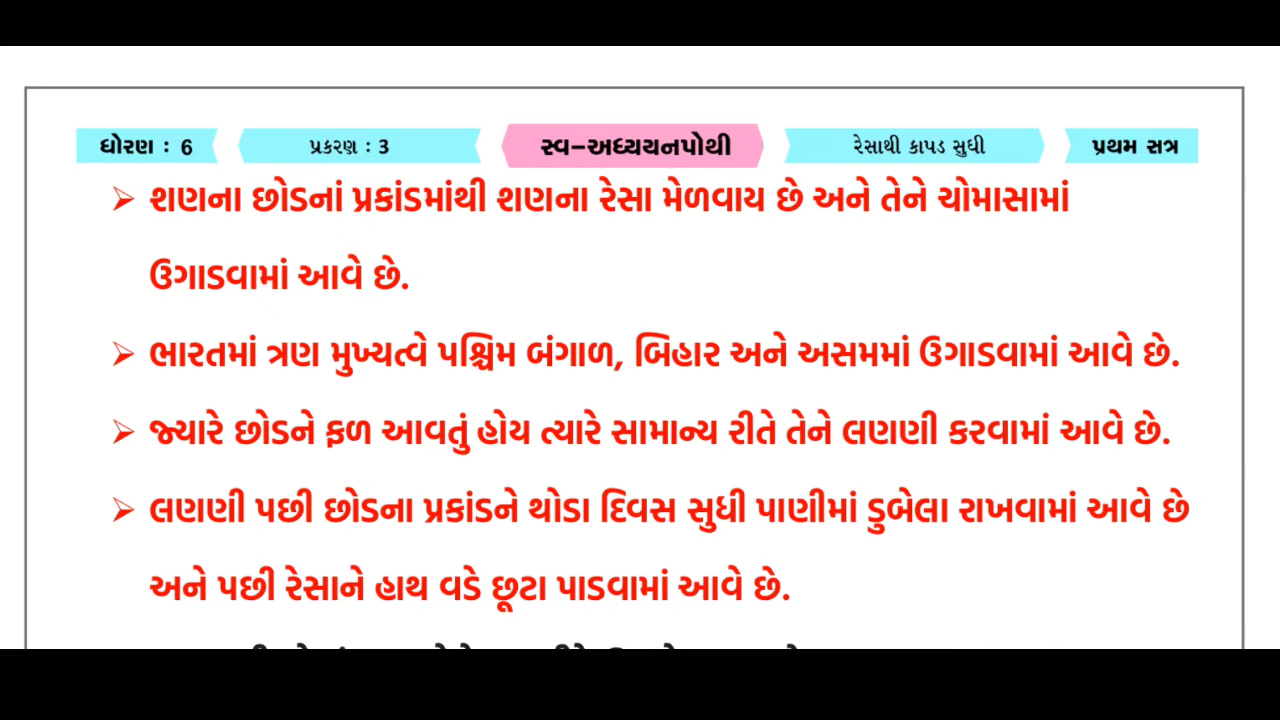 ધોરણ : 6 પ્રકરણ : 3 સ્વ-અધ્યયનપોથી રેસાથી કાપડ સુધી પ્રથમ સત્ર
➢ શણના છોડનાં પ્રકાંડમાંથી શણના રેસા મેળવાય છે અને તેને ચોમાસામાં
ઉગાડવામાં આવે છે.
➢ ભારતમાં ત્રણ મુખ્યત્વે પશ્ચિમ બંગાળ, બિહાર અને અસમમાં ઉગાડવામાં આવે છે.
➢ જ્યારે છોડને ફળ આવતું હોય ત્યારે સામાન્ય રીતે તેને લણણી કરવામાં આવે છે.
➢ લણણી પછી છોડના પ્રકાંડને થોડા દિવસ સુધી પાણીમાં ડુબેલા રાખવામાં આવે છે
અને પછી રેસાને હાથ વડે છૂટા પાડવામાં આવે છે.